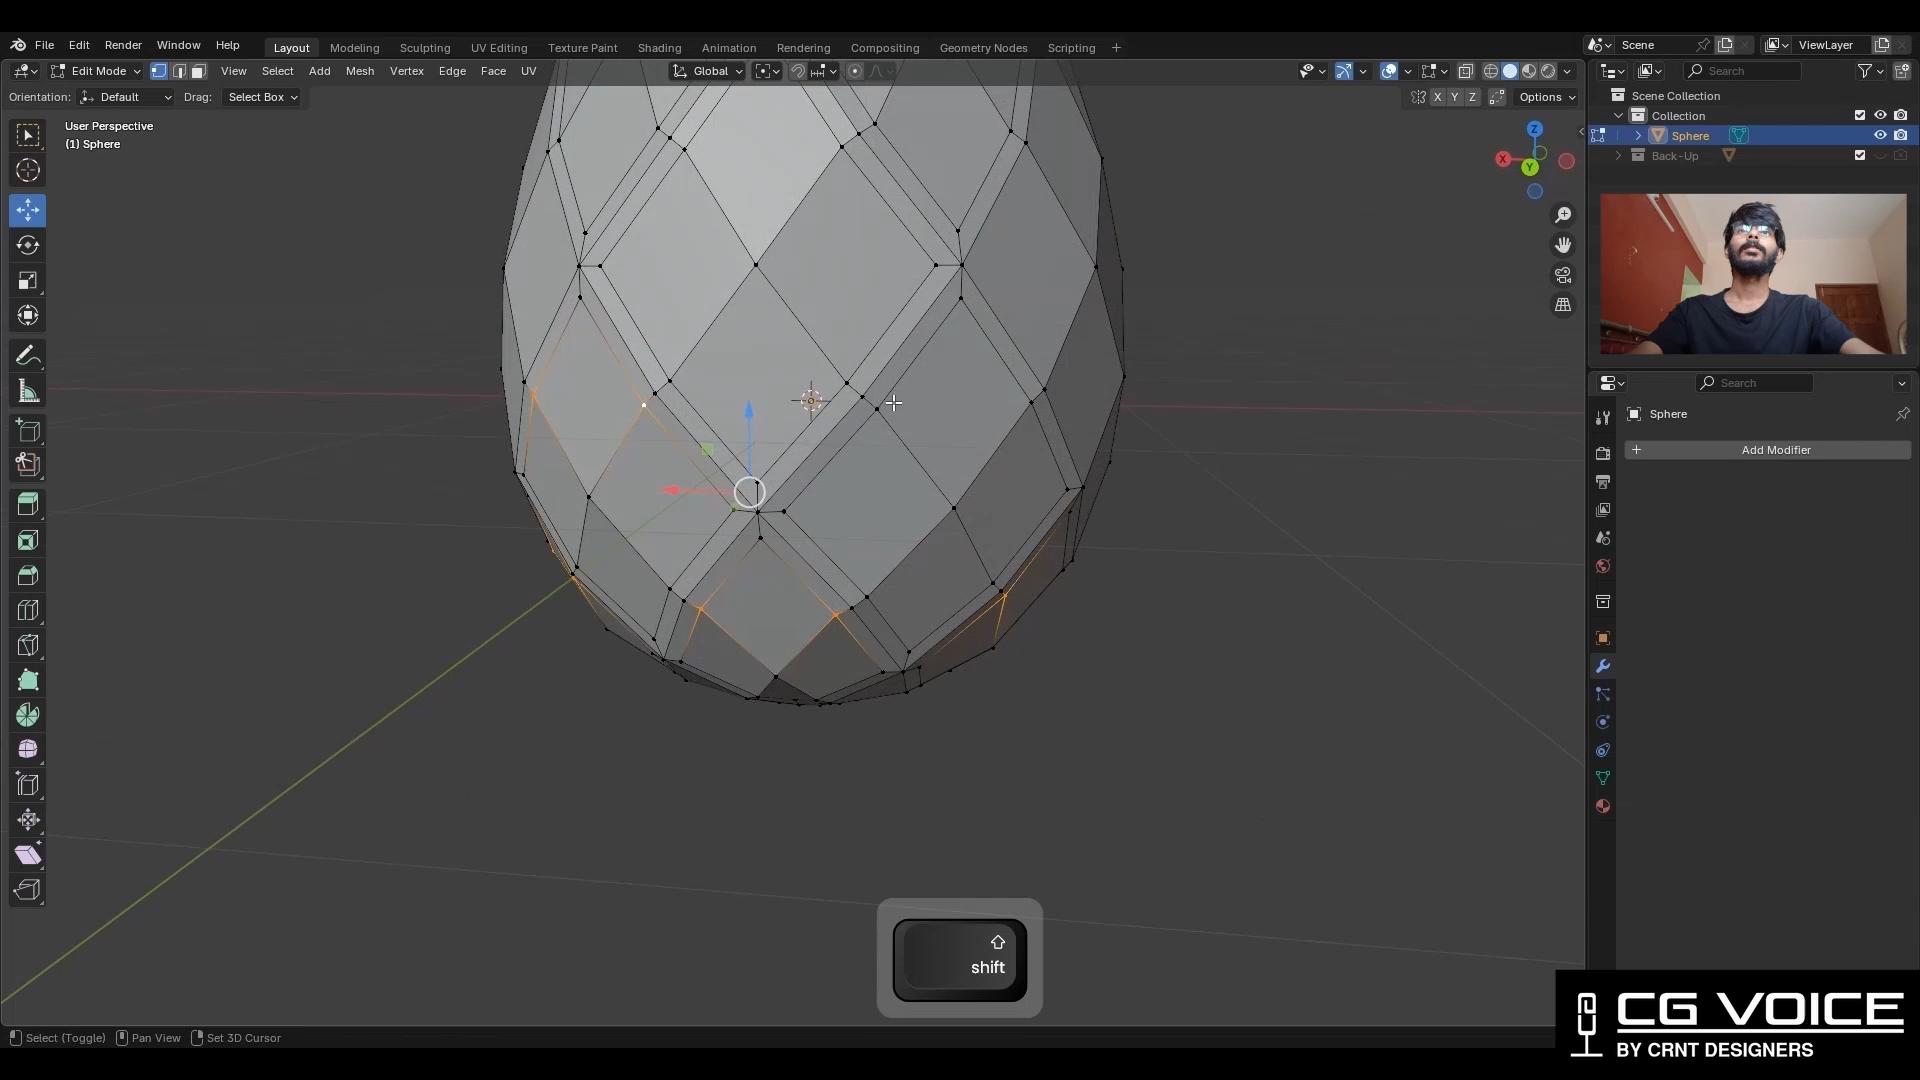 File Edit Render Window Help Layout Modeling Sculpting UV Editing Texture Paint Shading Animation Rendering Compositing Geometry Nodes Scripting + Scene ViewLayer
Edit Mode View Select Add Mesh Vertex Edge Face UV Global Search
Orientation: Default Drag: Select Box X Y Z Options
Scene Collection
Collection
Sphere
Back-Up
User Perspective
(1) Sphere
Z
X
Y
Search
Sphere
+ Add Modifier
shift
Select (Toggle) Pan View Set 3D Cursor
CG VOICE
BY CRNT DESIGNERS